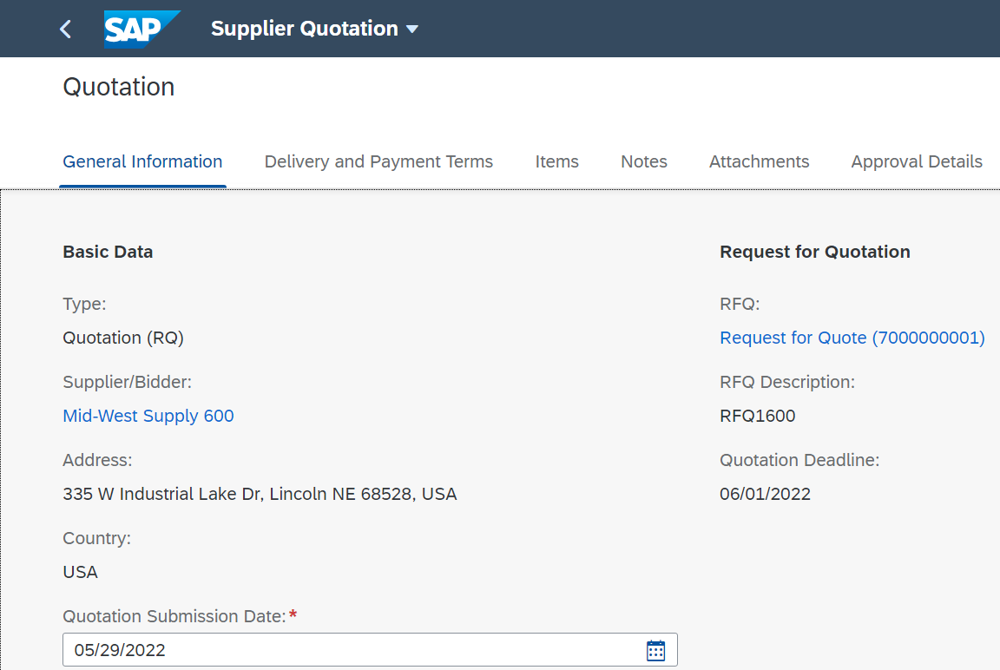 SAP Supplier Quotation
Quotation
General Information Delivery and Payment Terms Items Notes Attachments Approval Details
Basic Data
Type:
Quotation (RQ)
Supplier/Bidder:
Mid-West Supply 600
Address:
335 W Industrial Lake Dr, Lincoln NE 68528, USA
Country:
USA
Quotation Submission Date:*
05/29/2022
Request for Quotation
RFQ:
Request for Quote (7000000001)
RFQ Description:
RFQ1600
Quotation Deadline:
06/01/2022